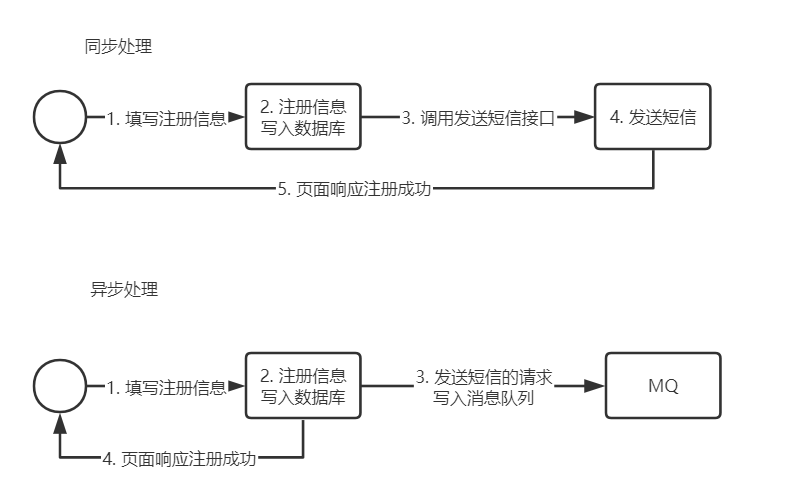 同步处理
1. 填写注册信息
2. 注册信息
写入数据库
3. 调用发送短信接口
4. 发送短信
5. 页面响应注册成功
异步处理
1. 填写注册信息
2. 注册信息
写入数据库
3. 发送短信的请求
写入消息队列
MQ
4. 页面响应注册成功